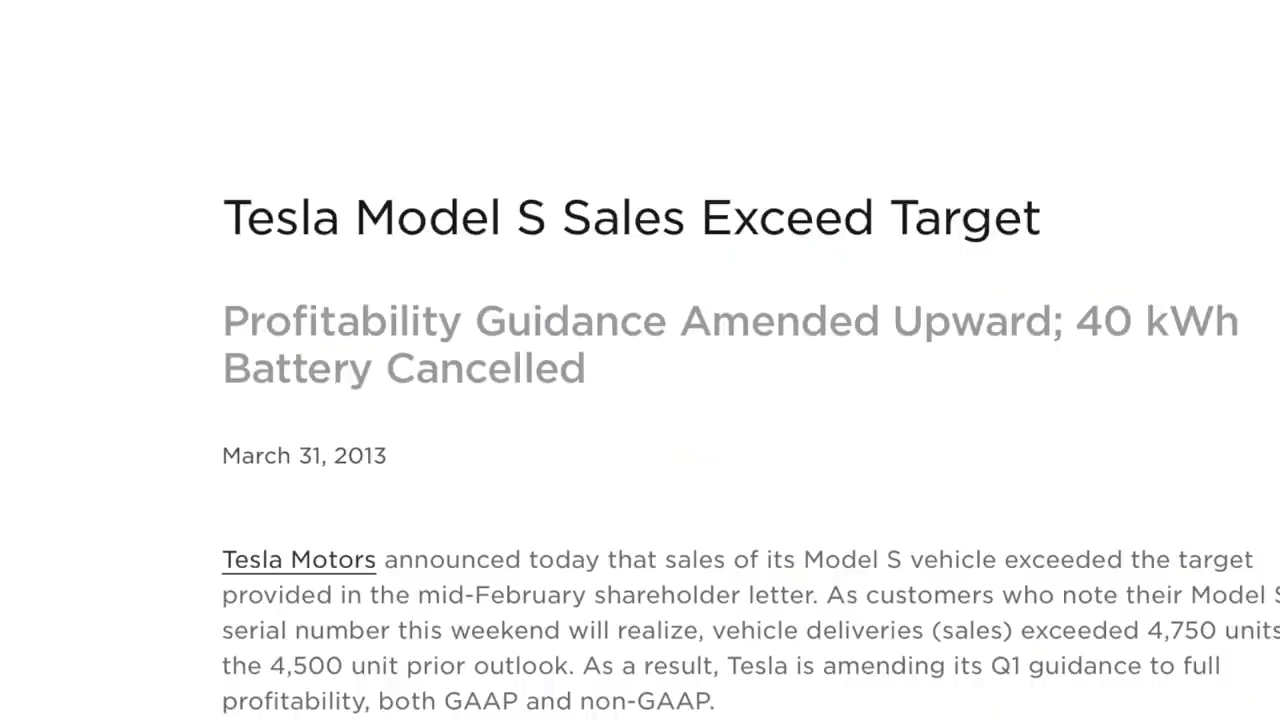 Tesla Model S Sales Exceed Target
Profitability Guidance Amended Upward; 40 kWh
Battery Cancelled
March 31, 2013
Tesla Motors announced today that sales of its Model S vehicle exceeded the target
provided in the mid-February shareholder letter. As customers who note their Model S
serial number this weekend will realize, vehicle deliveries (sales) exceeded 4,750 units
the 4,500 unit prior outlook. As a result, Tesla is amending its Q1 guidance to full
profitability, both GAAP and non-GAAP.